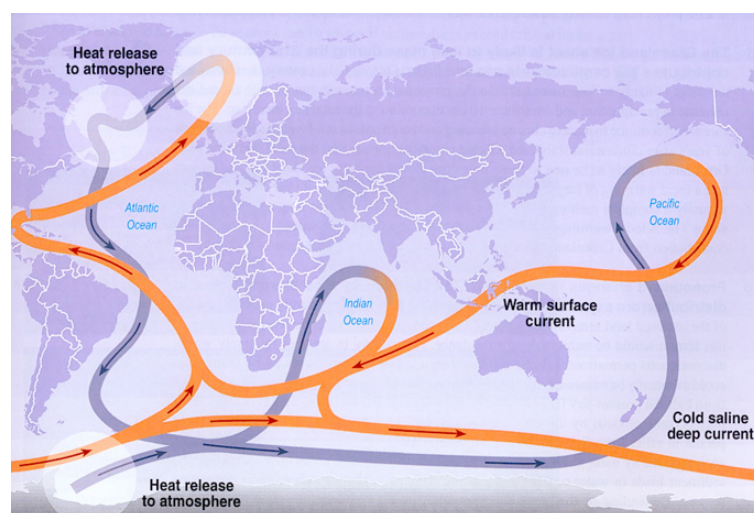 Heat release
to atmosphere
Atlantic
Ocean
Pacific
Ocean
Indian
Ocean
Warm surface
current
Cold saline
deep current
Heat release
to atmosphere